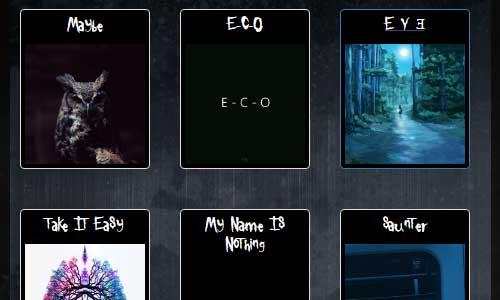 Maybe
E-C-O
E Y Ǝ
E-C-O
Take It Easy
My Name Is
Nothing
Saunter